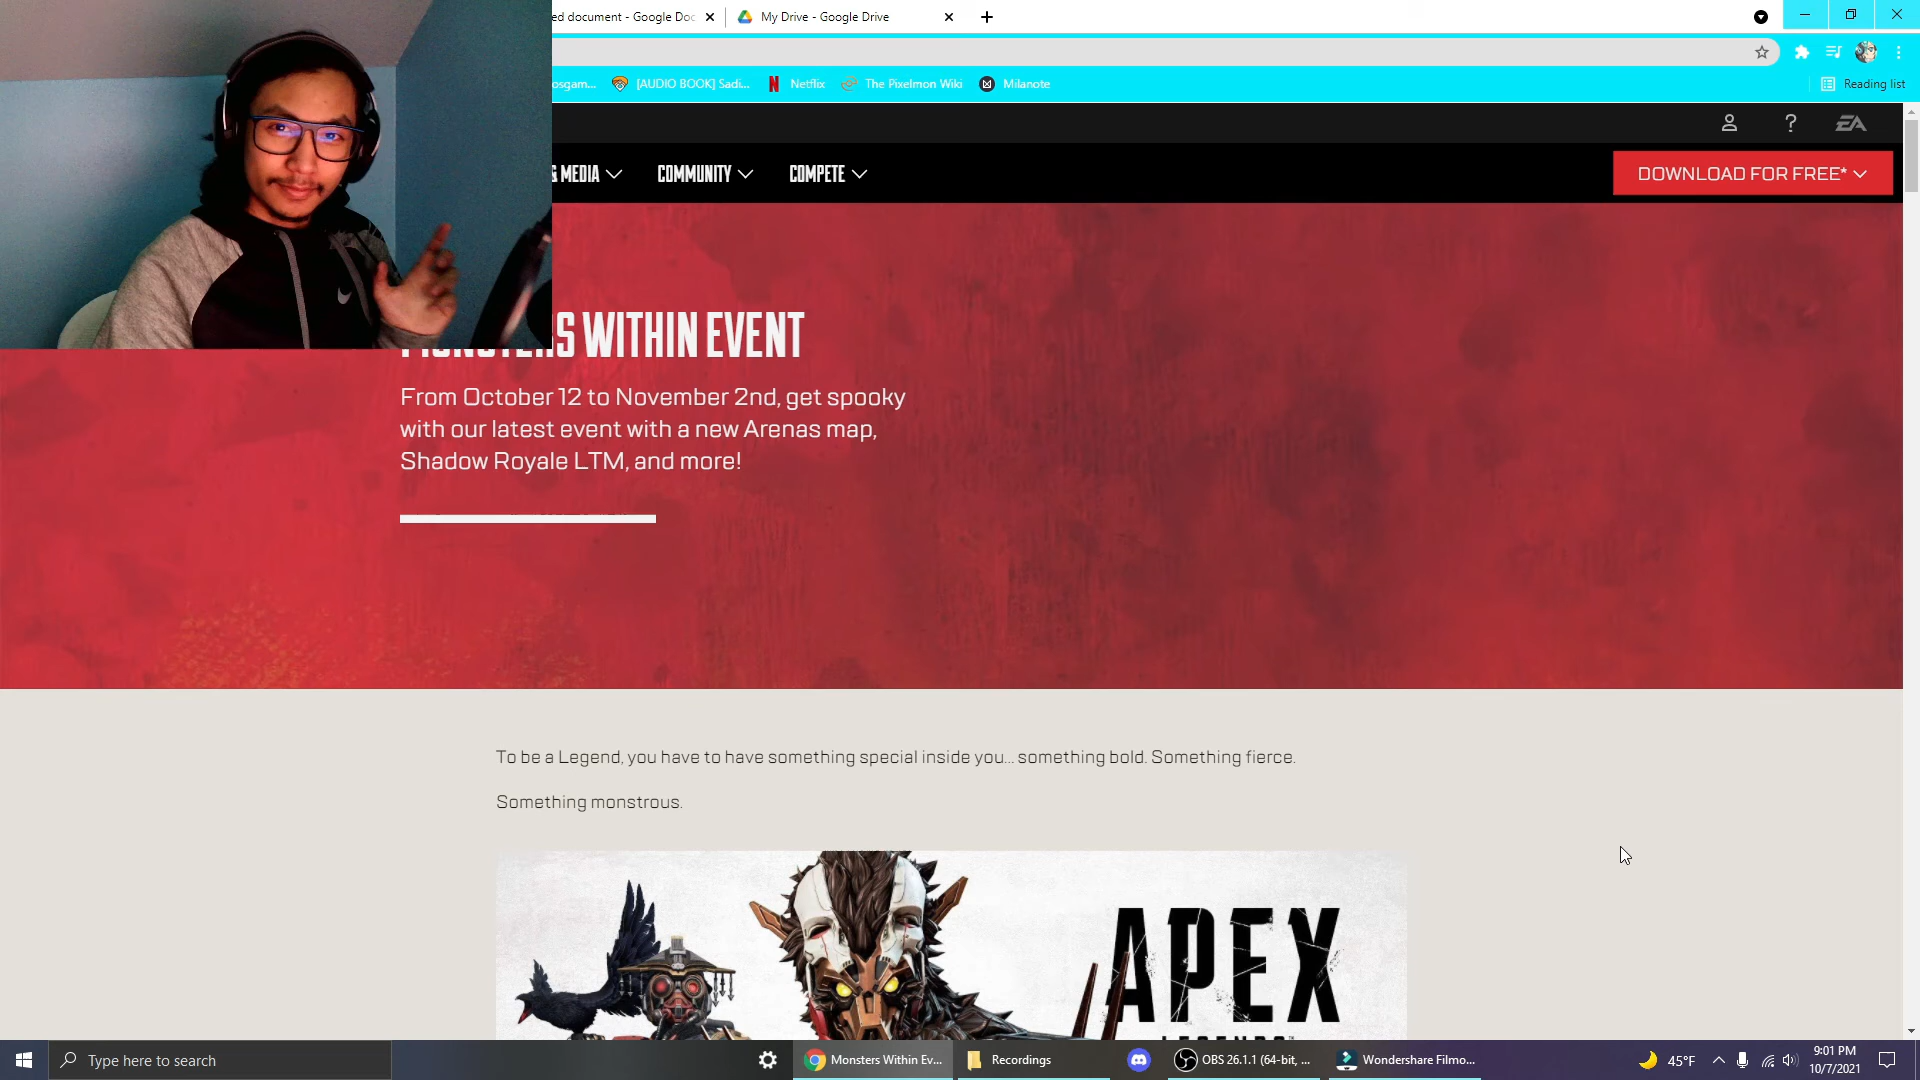 ed document - Google Doc
My Drive - Google Drive
osgam...
[AUDIO BOOK] Sadi...
Netflix
The Pixelmon Wiki
Milanote
Reading list
EA
& MEDIA
COMMUNITY
COMPETE
DOWNLOAD FOR FREE*
MONSTERS WITHIN EVENT
From October 12 to November 2nd, get spooky
with our latest event with a new Arenas map,
Shadow Royale LTM, and more!
To be a Legend, you have to have something special inside you... something bold. Something fierce.
Something monstrous.
APEX
LEGENDS
Type here to search
Monsters Within Ev...
Recordings
OBS 26.1.1 (64-bit, ...
Wondershare Filmo...
45°F
9:01 PM
10/7/2021